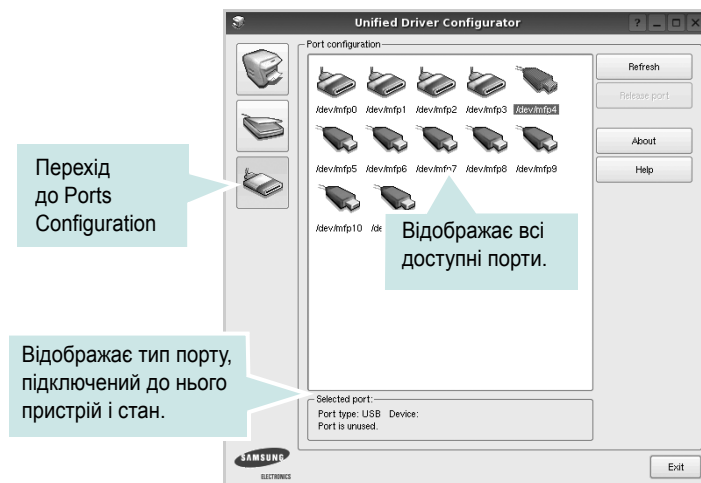 Unified Driver Configurator
Port configuration
/dev/mfp0 /dev/mfp1 /dev/mfp2 /dev/mfp3 /dev/mfp4
/dev/mfp5 /dev/mfp6 /dev/mfp7 /dev/mfp8 /dev/mfp9
/dev/mfp10
Refresh
Release port
About
Help
Перехід
до Ports
Configuration
Відображає всі
доступні порти.
Відображає тип порту,
підключений до нього
пристрій і стан.
Selected port:
Port type: USB Device:
Port is unused.
SAMSUNG
ELECTRONICS
Exit